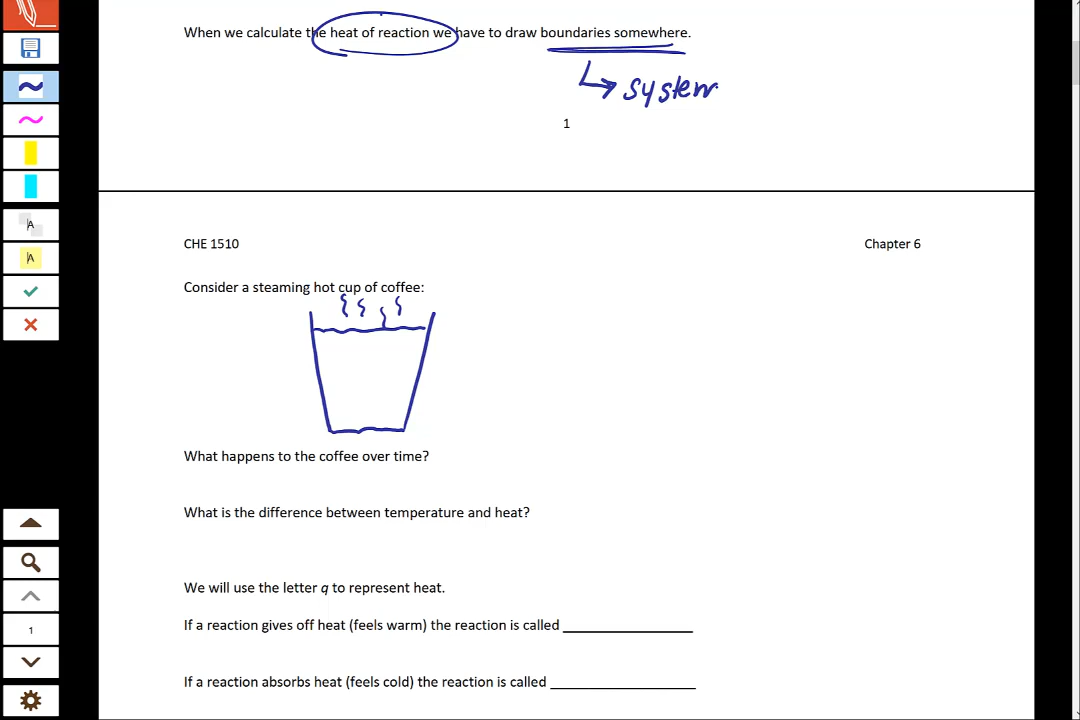 When we calculate the heat of reaction we have to draw boundaries somewhere.
system
1
CHE 1510 Chapter 6
Consider a steaming hot cup of coffee:
What happens to the coffee over time?
What is the difference between temperature and heat?
We will use the letter q to represent heat.
If a reaction gives off heat (feels warm) the reaction is called ________________
If a reaction absorbs heat (feels cold) the reaction is called __________________
A
A
1